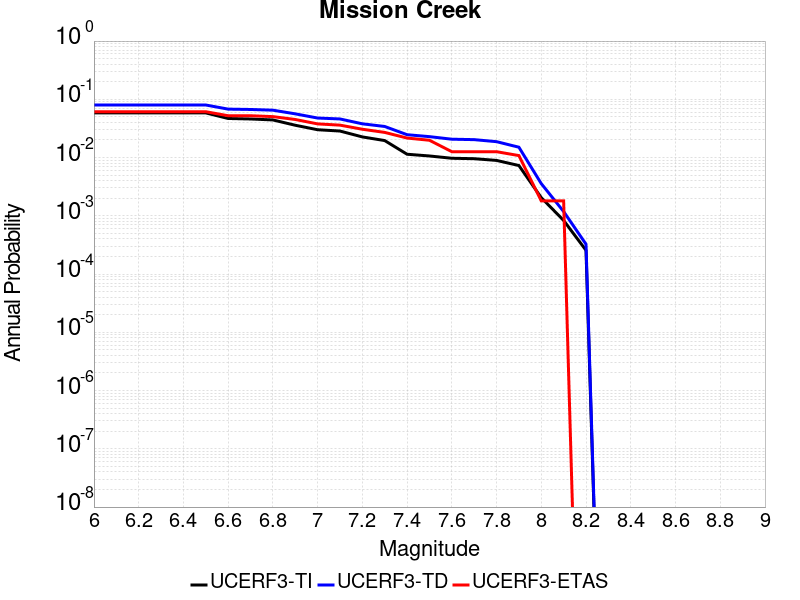 Mission Creek
10^0
10^-1
10^-2
10^-3
10^-4
10^-5
10^-6
10^-7
10^-8
Annual Probability
6 6.2 6.4 6.6 6.8 7 7.2 7.4 7.6 7.8 8 8.2 8.4 8.6 8.8 9
Magnitude
UCERF3-TI UCERF3-TD UCERF3-ETAS